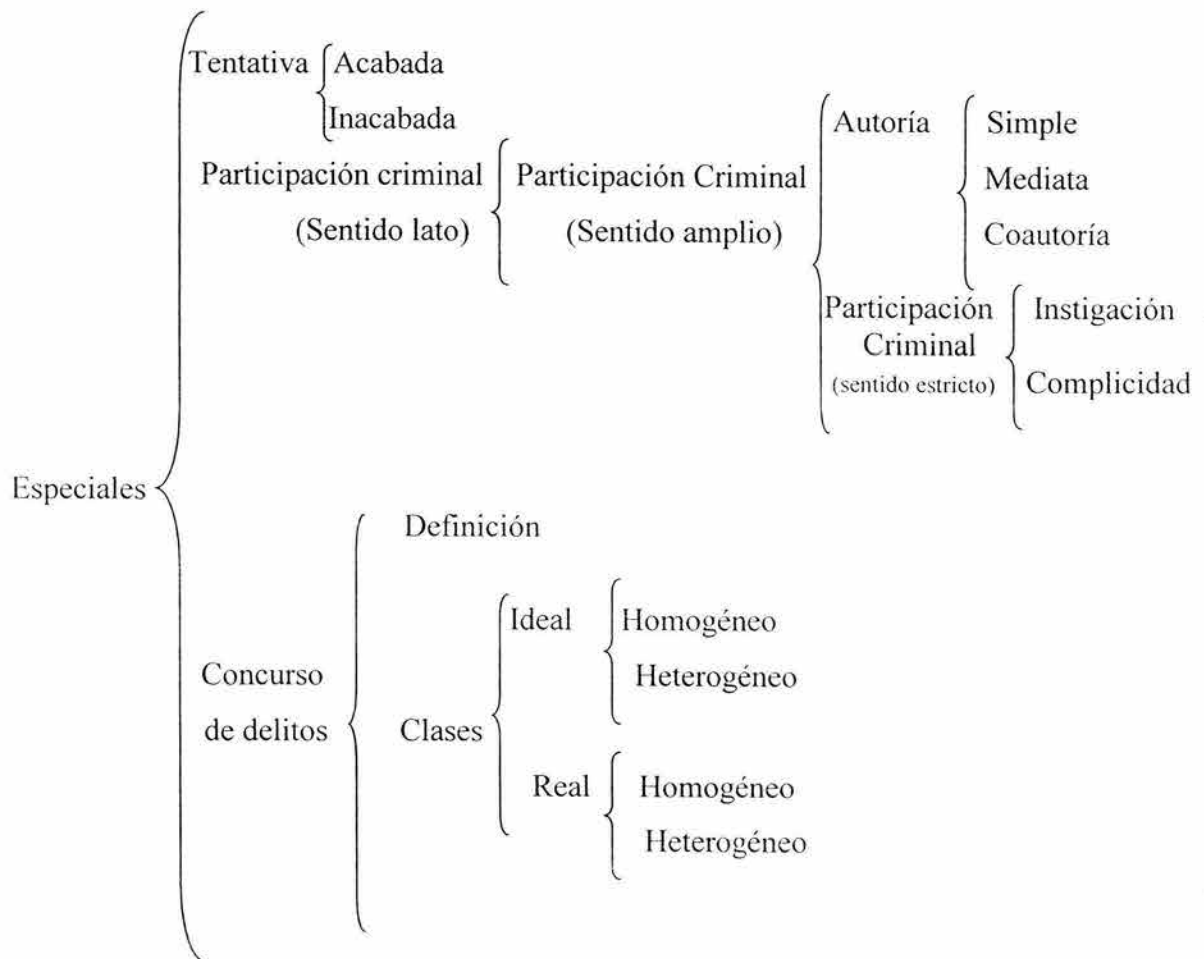 Tentativa
Acabada
Inacabada
Participación criminal
(Sentido lato)
Participación Criminal
(Sentido amplio)
Autoría
Simple
Mediata
Coautoría
Participación
Criminal
(sentido estricto)
Instigación
Complicidad
Especiales
Concurso
de delitos
Definición
Clases
Ideal
Homogéneo
Heterogéneo
Real
Homogéneo
Heterogéneo